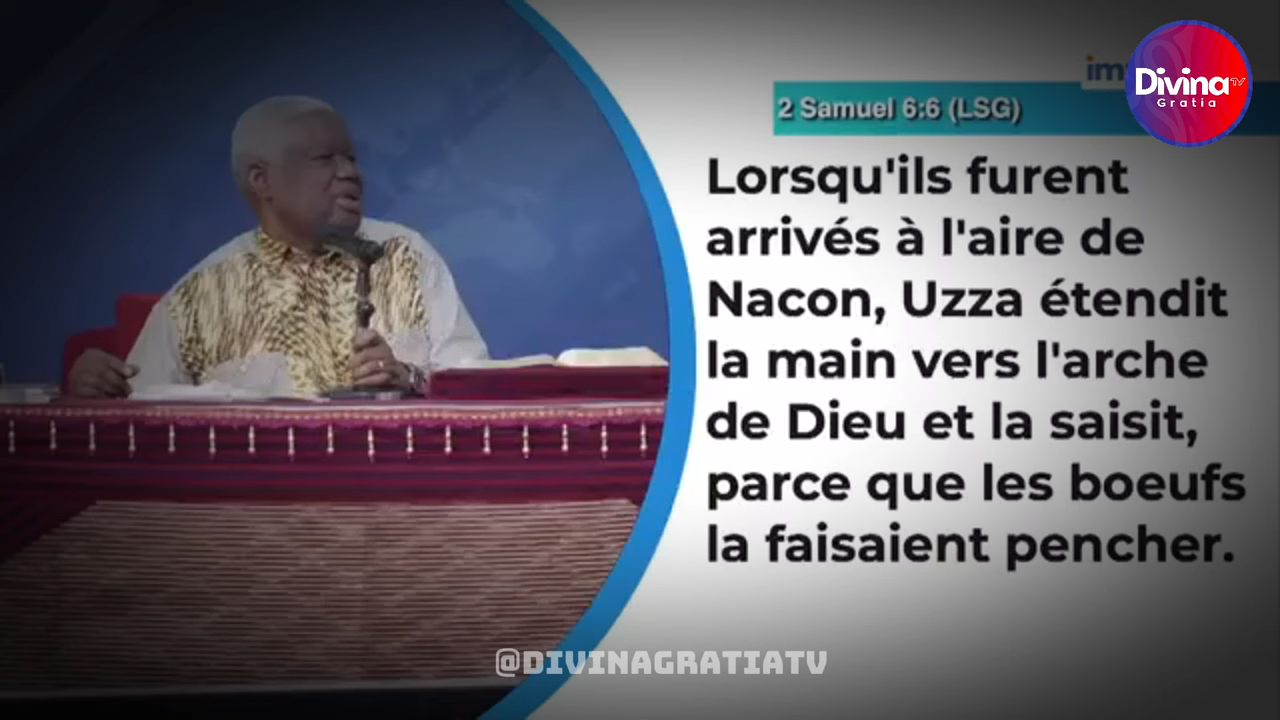 Divina TV
Gratia
2 Samuel 6:6 (LSG)
Lorsqu'ils furent
arrivés à l'aire de
Nacon, Uzza étendit
la main vers l'arche
de Dieu et la saisit,
parce que les boeufs
la faisaient pencher.
@DIVINAGRATIATV